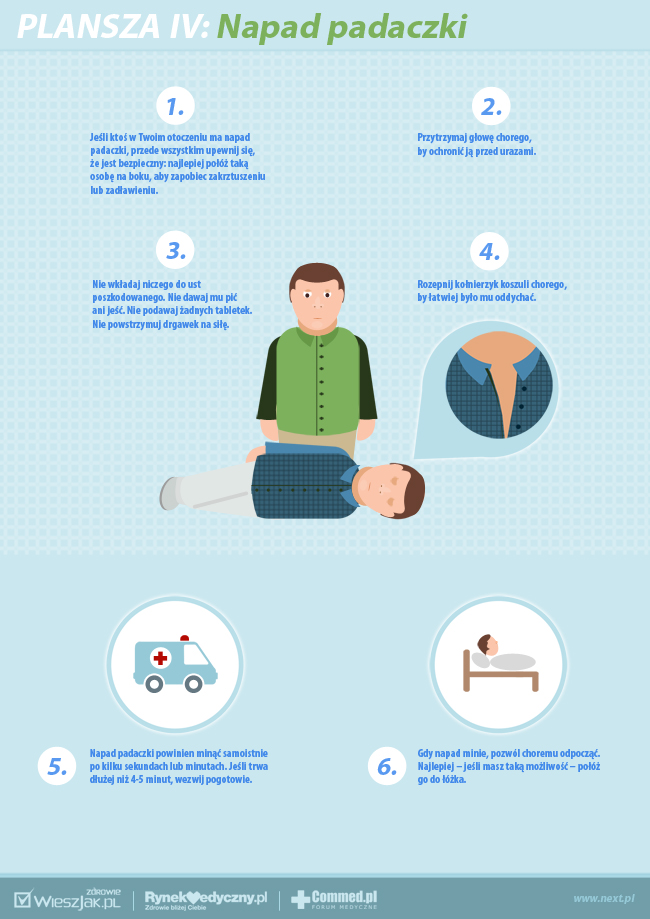 PLANSZA IV: Napad padaczki
1.
Jeśli ktoś w Twoim otoczeniu ma napad
padaczki, przede wszystkim upewnij się,
że jest bezpieczny: najlepiej połóż taką
osobę na boku, aby zapobiec zakrztuszeniu
lub zadławieniu.
2.
Przytrzymaj głowę chorego,
by ochronić ją przed urazami.
3.
Nie wkładaj niczego do ust
poszkodowanego. Nie dawaj mu pić
ani jeść. Nie podawaj żadnych tabletek.
Nie powstrzymuj drgawek na siłę.
4.
Rozepnij kołnierzyk koszuli chorego,
by łatwiej było mu oddychać.
5.
Napad padaczki powinien minąć samoistnie
po kilku sekundach lub minutach. Jeśli trwa
dłużej niż 4-5 minut, wezwij pogotowie.
6.
Gdy napad minie, pozwól choremu odpocząć.
Najlepiej – jeśli masz taką możliwość – połóż
go do łóżka.
ZDROWIE
WIESZJAK.PL
RynekMedyczny.pl
Zdrowie bliżej Ciebie
Commed.pl
FORUM MEDYCZNE
www.next.pl